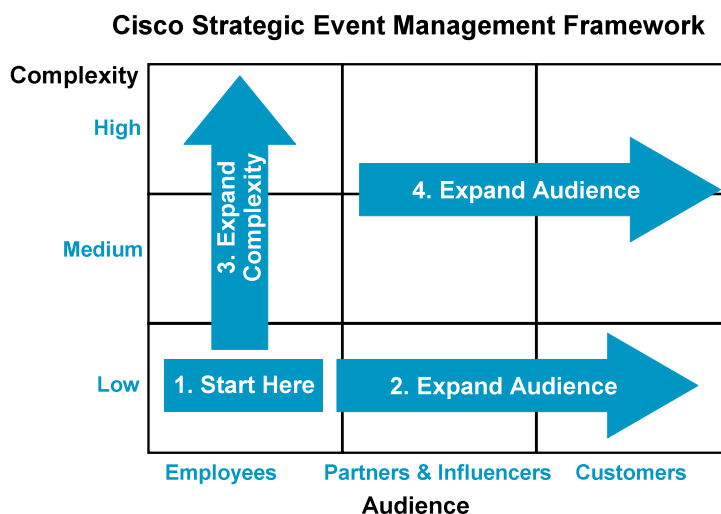 Cisco Strategic Event Management Framework
Complexity
High
Medium
Low
3. Expand
Complexity
4. Expand Audience
1. Start Here
2. Expand Audience
Employees
Partners & Influencers
Customers
Audience